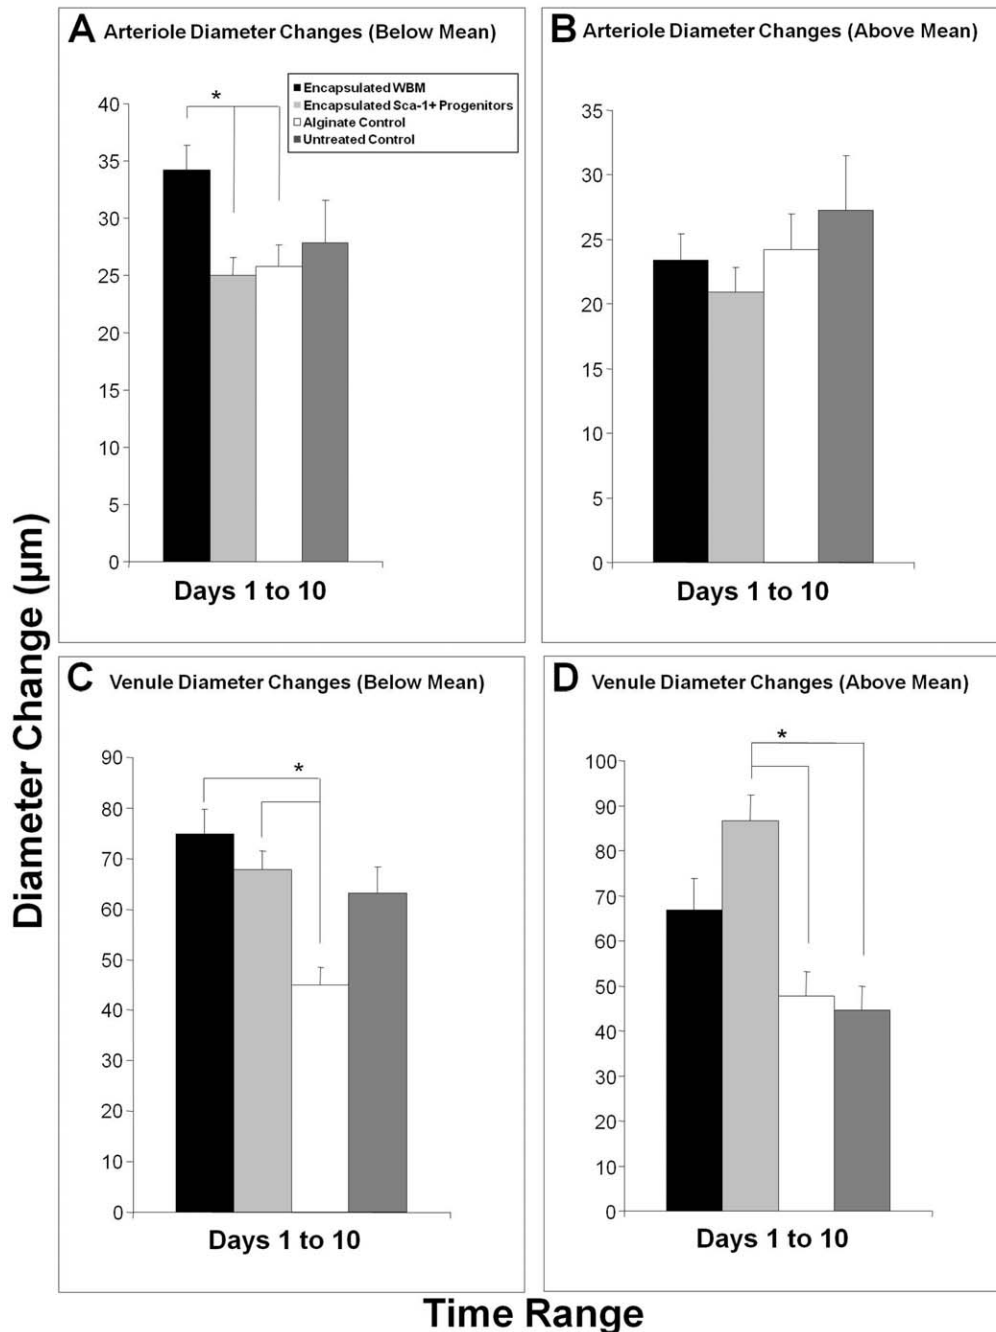 A Arteriole Diameter Changes (Below Mean)
Encapsulated WBM
Encapsulated Sca-1+ Progenitors
Alginate Control
Untreated Control
*
40
35
30
25
20
15
10
5
0
Days 1 to 10
B Arteriole Diameter Changes (Above Mean)
35
30
25
20
15
10
5
0
Days 1 to 10
C Venule Diameter Changes (Below Mean)
*
90
80
70
60
50
40
30
20
10
0
Days 1 to 10
D Venule Diameter Changes (Above Mean)
*
100
90
80
70
60
50
40
30
20
10
0
Days 1 to 10
Diameter Change (µm)
Time Range